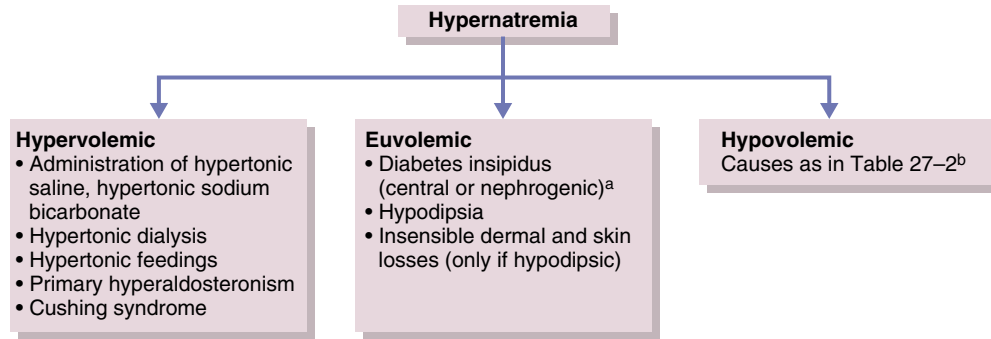 Hypernatremia
Hypervolemic
• Administration of hypertonic
saline, hypertonic sodium
bicarbonate
• Hypertonic dialysis
• Hypertonic feedings
• Primary hyperaldosteronism
• Cushing syndrome
Euvolemic
• Diabetes insipidus
(central or nephrogenic)ᵃ
• Hypodipsia
• Insensible dermal and skin
losses (only if hypodipsic)
Hypovolemic
Causes as in Table 27–2ᵇ